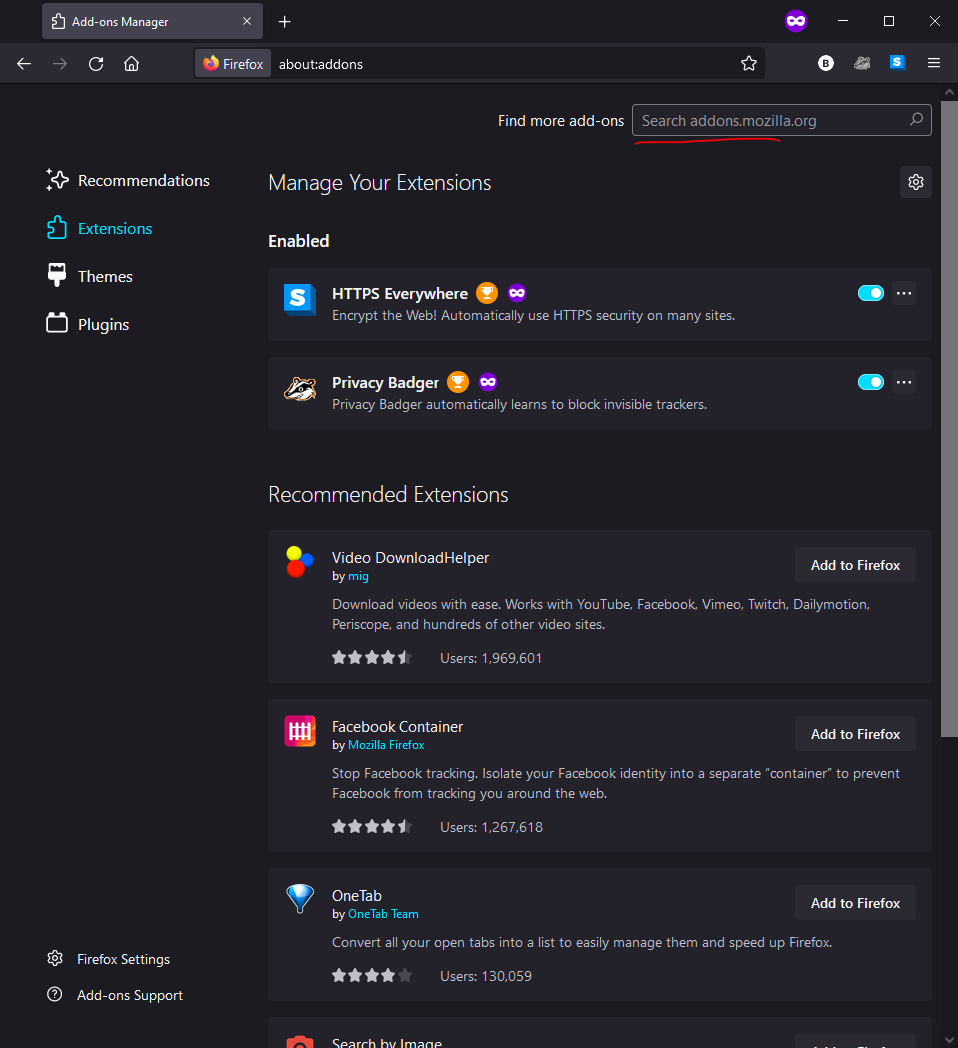 Add-ons Manager
Firefox about:addons
B
S
Find more add-ons Search addons.mozilla.org
Recommendations
Extensions
Themes
Plugins
Firefox Settings
Add-ons Support
Manage Your Extensions
Enabled
S
HTTPS Everywhere
Encrypt the Web! Automatically use HTTPS security on many sites.
Privacy Badger
Privacy Badger automatically learns to block invisible trackers.
Recommended Extensions
Video DownloadHelper
by mig
Add to Firefox
Download videos with ease. Works with YouTube, Facebook, Vimeo, Twitch, Dailymotion,
Periscope, and hundreds of other video sites.
Users: 1,969,601
Facebook Container
by Mozilla Firefox
Add to Firefox
Stop Facebook tracking. Isolate your Facebook identity into a separate “container” to prevent
Facebook from tracking you around the web.
Users: 1,267,618
OneTab
by OneTab Team
Add to Firefox
Convert all your open tabs into a list to easily manage them and speed up Firefox.
Users: 130,059
Search by Image